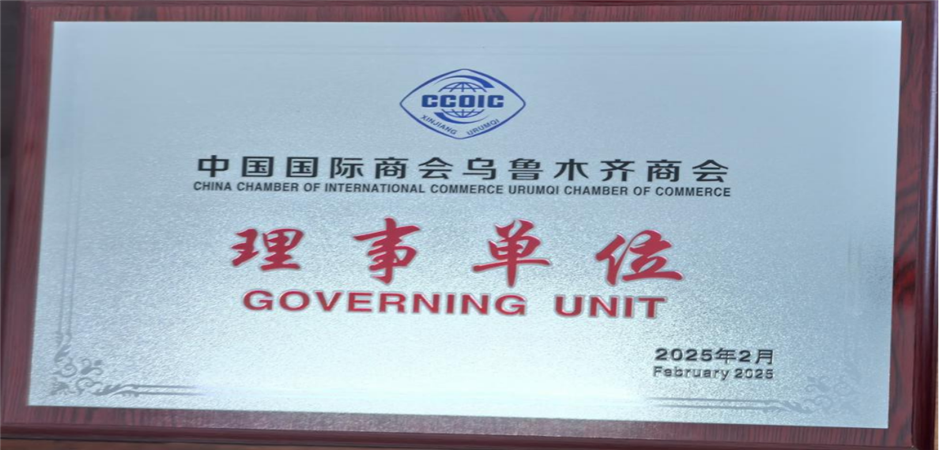 CCOIC
XINJIANG URUMQI
中国国际商会乌鲁木齐商会
CHINA CHAMBER OF INTERNATIONAL COMMERCE URUMQI CHAMBER OF COMMERCE
理事单位
GOVERNING UNIT
2025年2月
February 2025